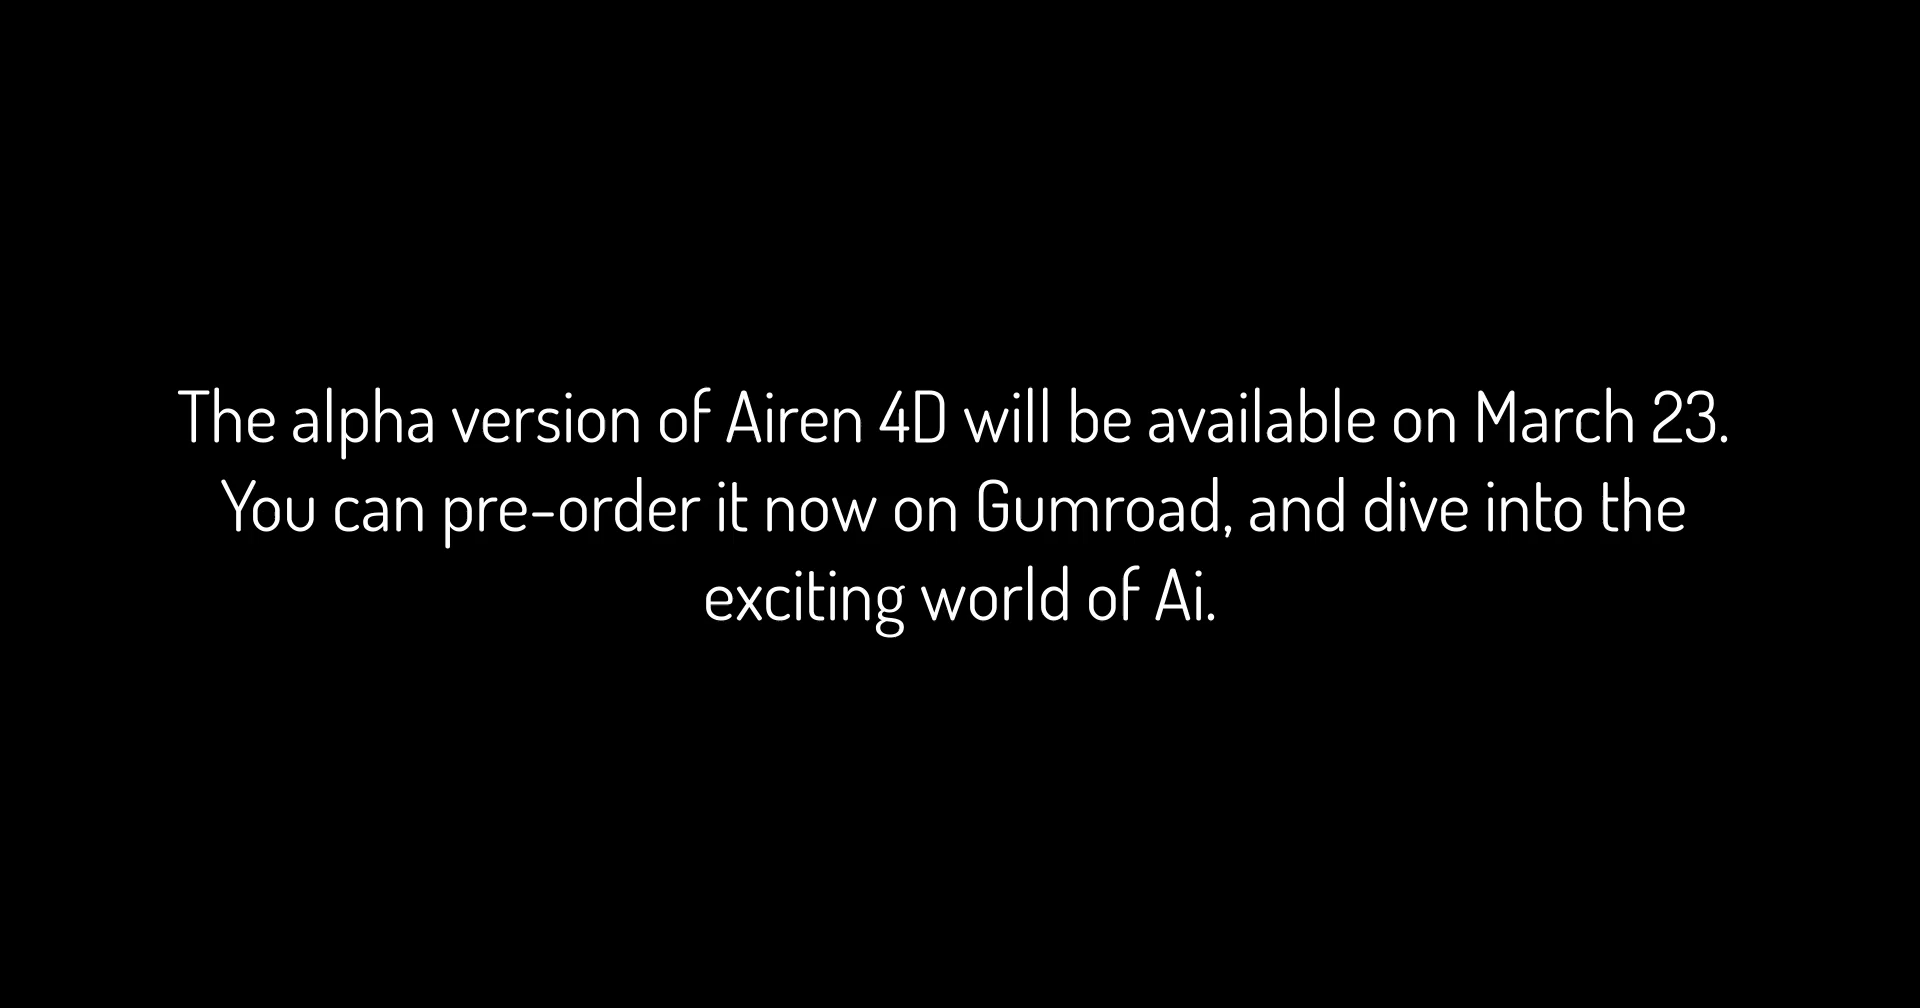 The alpha version of Airen 4D will be available on March 23.
You can pre-order it now on Gumroad, and dive into the
exciting world of Ai.